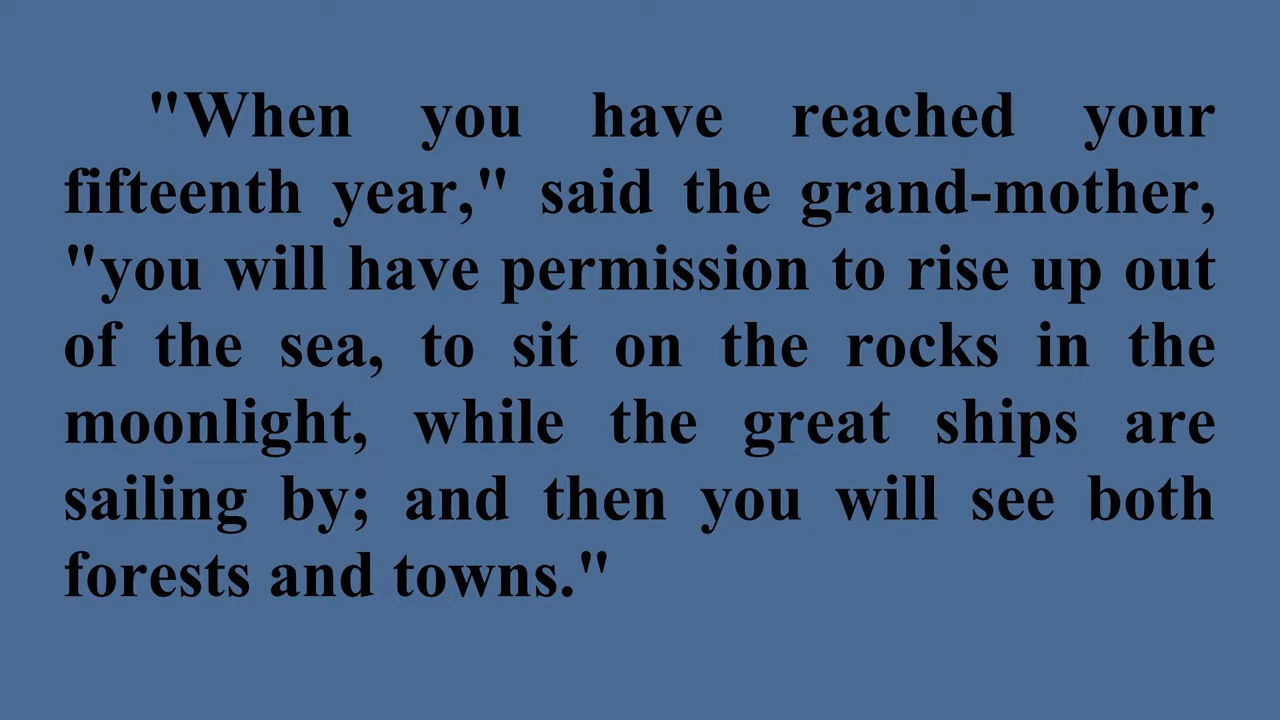 "When you have reached your
fifteenth year," said the grand-mother,
"you will have permission to rise up out
of the sea, to sit on the rocks in the
moonlight, while the great ships are
sailing by; and then you will see both
forests and towns."